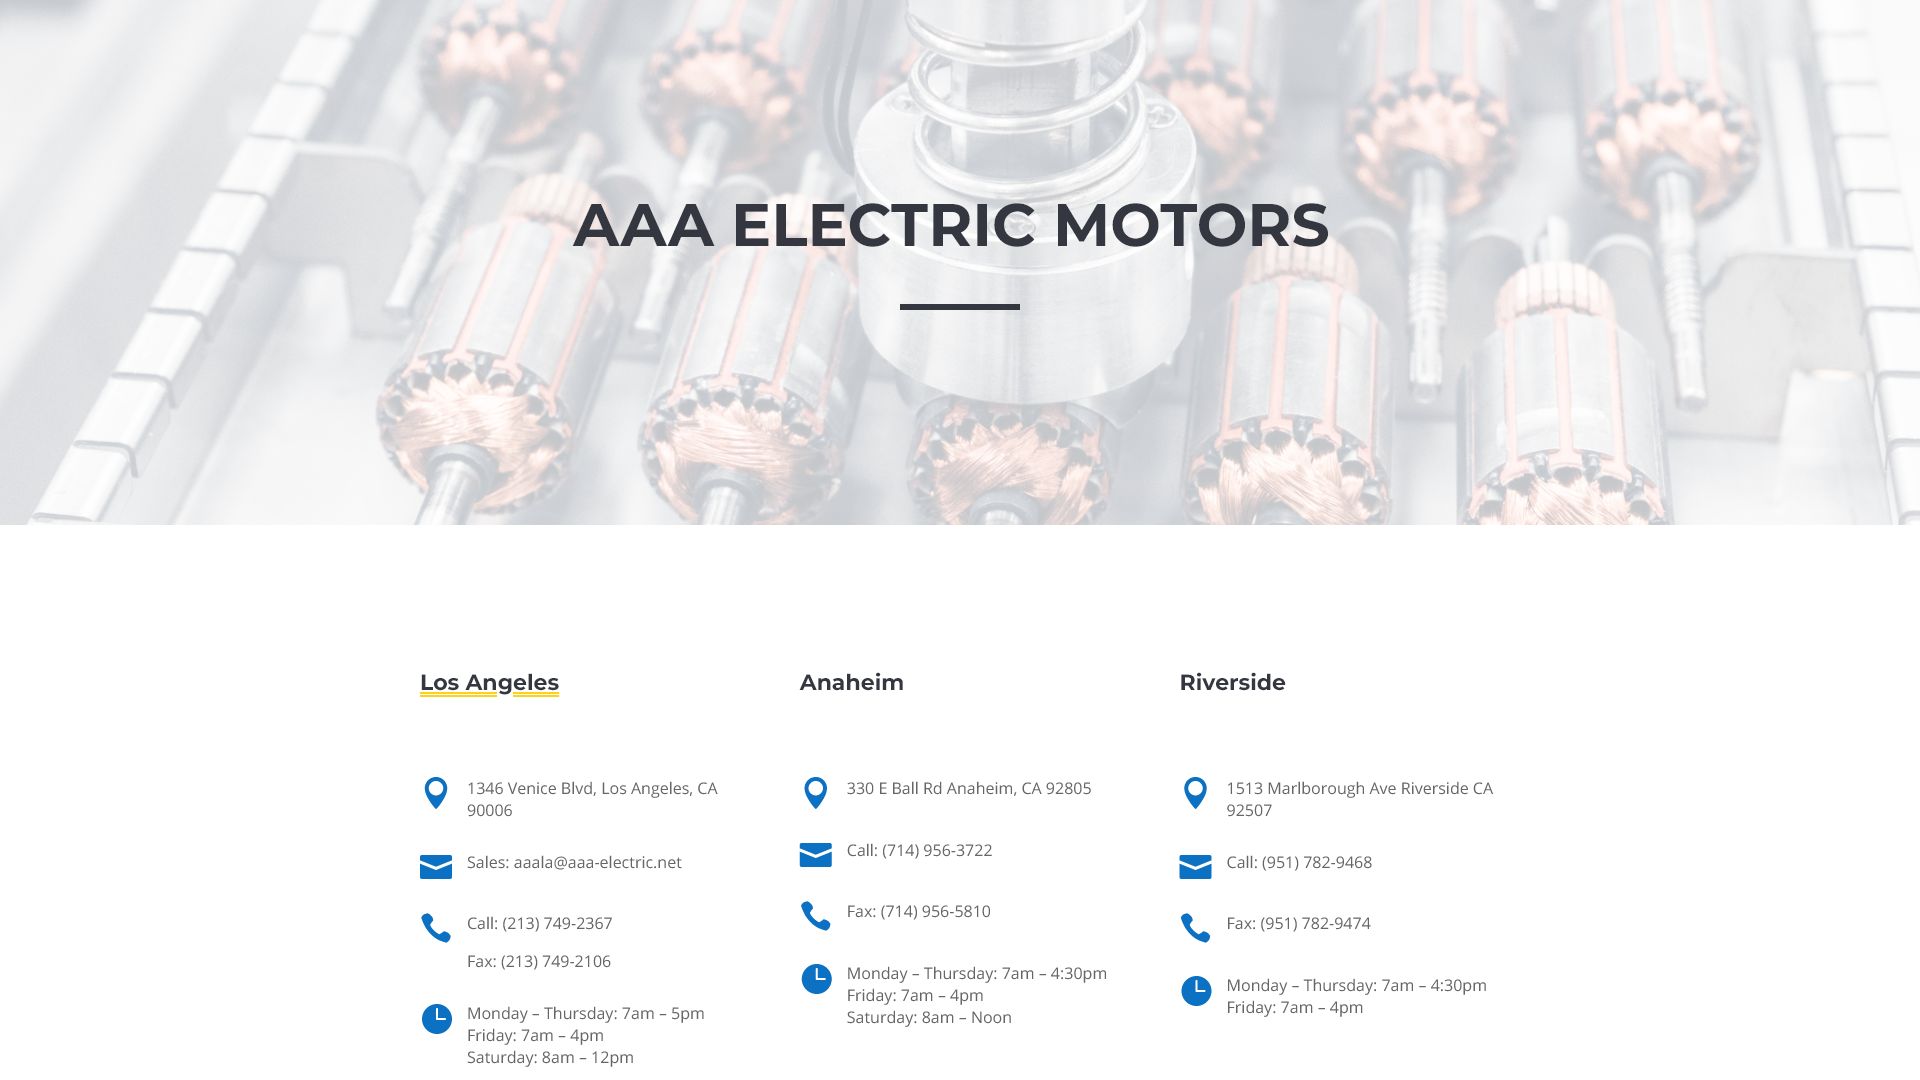 AAA ELECTRIC MOTORS
Los Angeles
1346 Venice Blvd, Los Angeles, CA
90006
Sales: aaala@aaa-electric.net
Call: (213) 749-2367
Fax: (213) 749-2106
Monday – Thursday: 7am – 5pm
Friday: 7am – 4pm
Saturday: 8am – 12pm
Anaheim
330 E Ball Rd Anaheim, CA 92805
Call: (714) 956-3722
Fax: (714) 956-5810
Monday – Thursday: 7am – 4:30pm
Friday: 7am – 4pm
Saturday: 8am – Noon
Riverside
1513 Marlborough Ave Riverside CA
92507
Call: (951) 782-9468
Fax: (951) 782-9474
Monday – Thursday: 7am – 4:30pm
Friday: 7am – 4pm